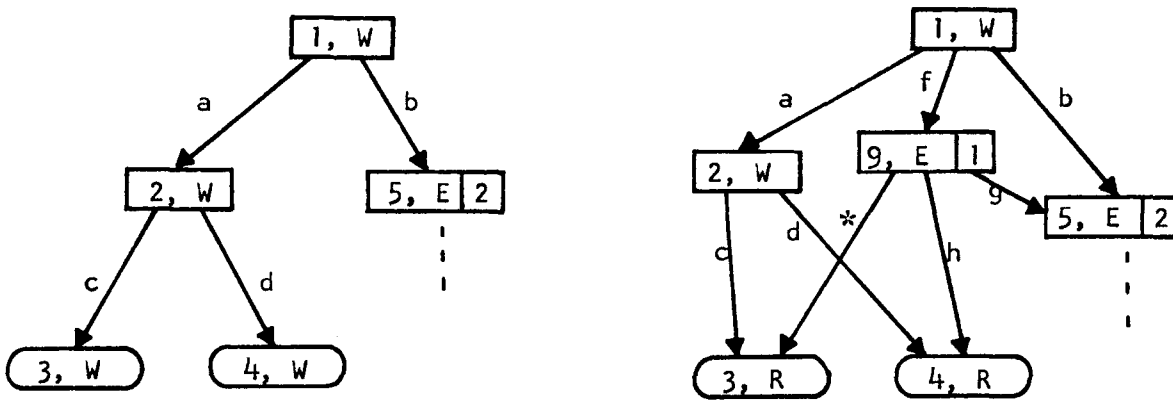 1, W
a
b
2, W
5, E 2
c
d
3, W
4, W
1, W
a
f
b
2, W
9, E 1
g
5, E 2
c
d
*
h
3, R
4, R